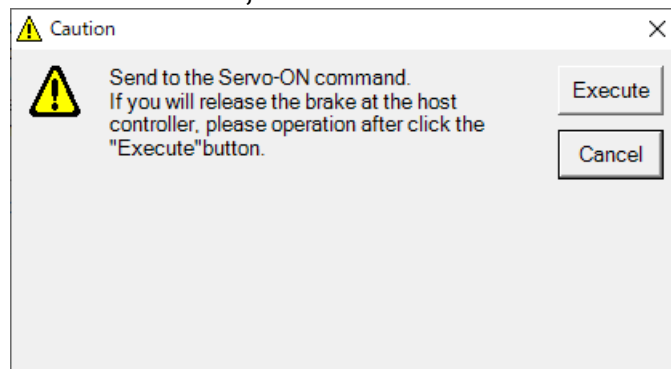 Caution
Send to the Servo-ON command.
If you will release the brake at the host
controller, please operation after click the
"Execute"button.
Execute
Cancel